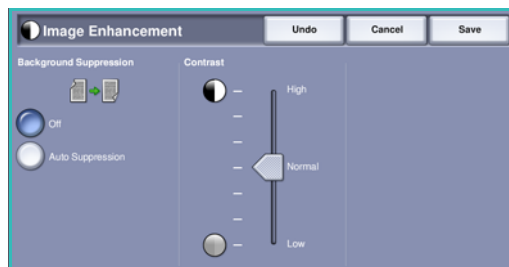 Image Enhancement
Undo
Cancel
Save
Background Suppression
Off
Auto Suppression
Contrast
High
Normal
Low